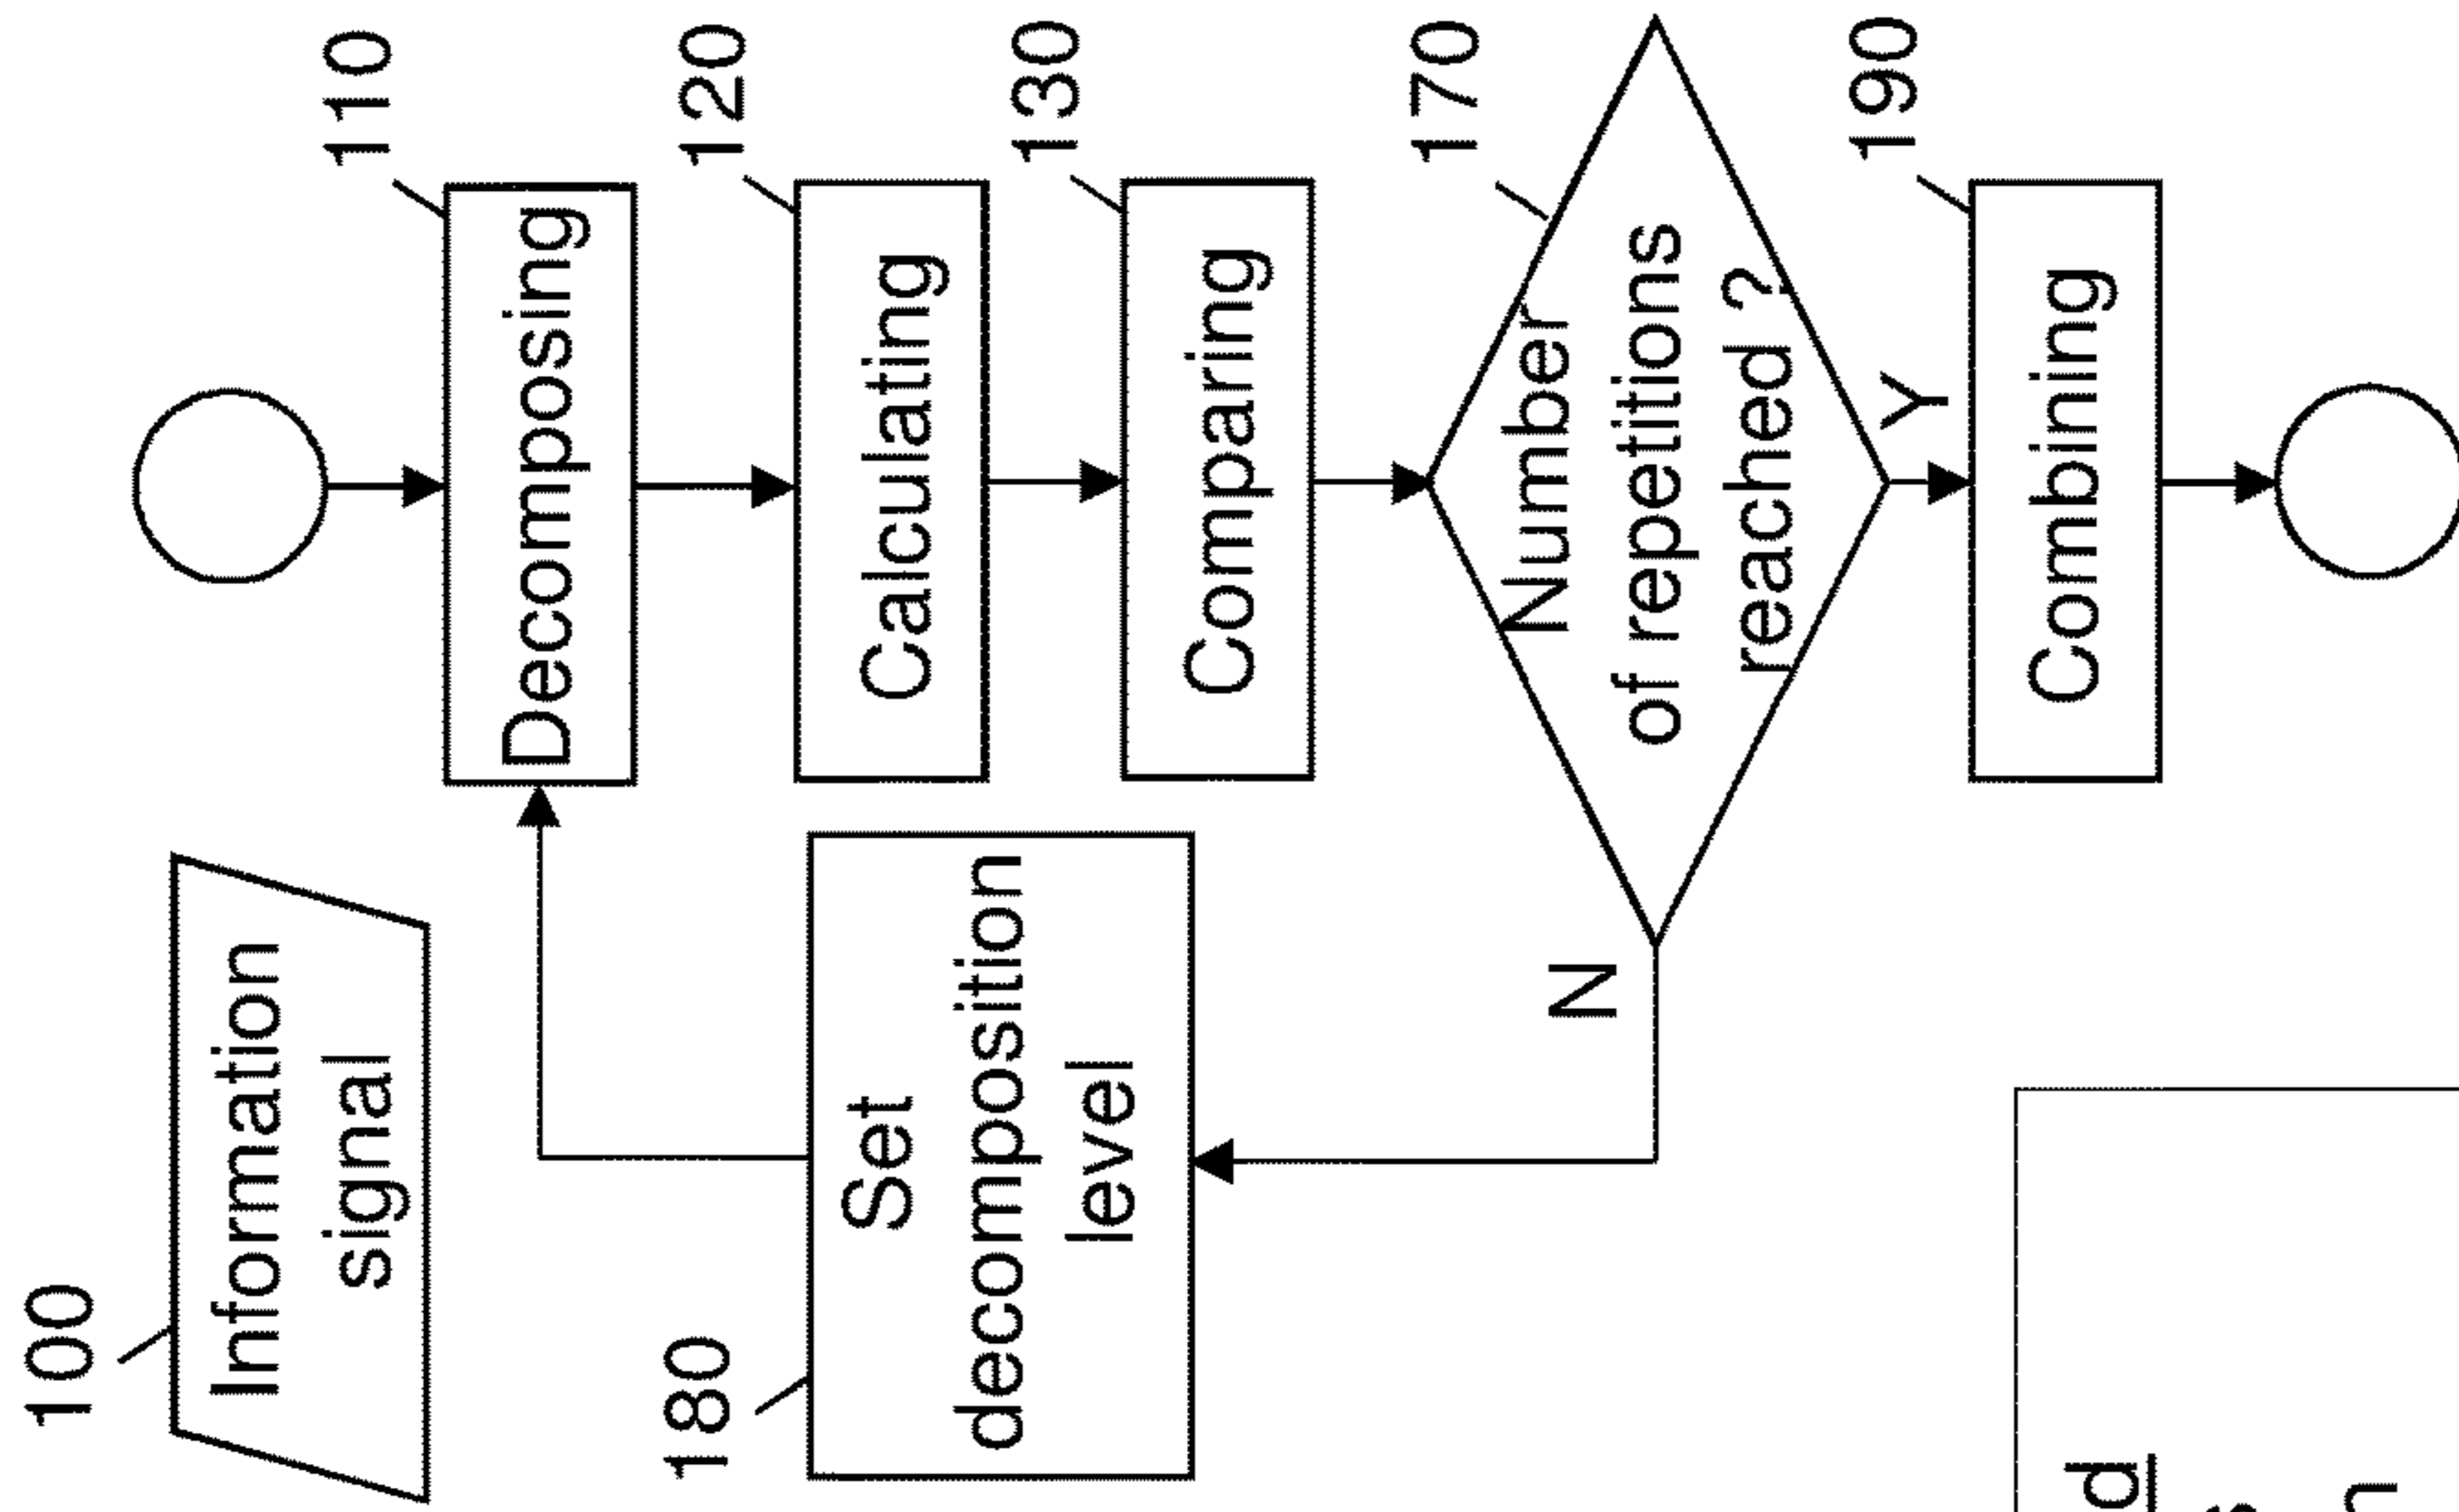 100
Information
signal
110
Decomposing
120
Calculating
180
Set
decomposition
level
130
Comparing
170
Number
of repetitions
reached ?
N
Y
190
Combining